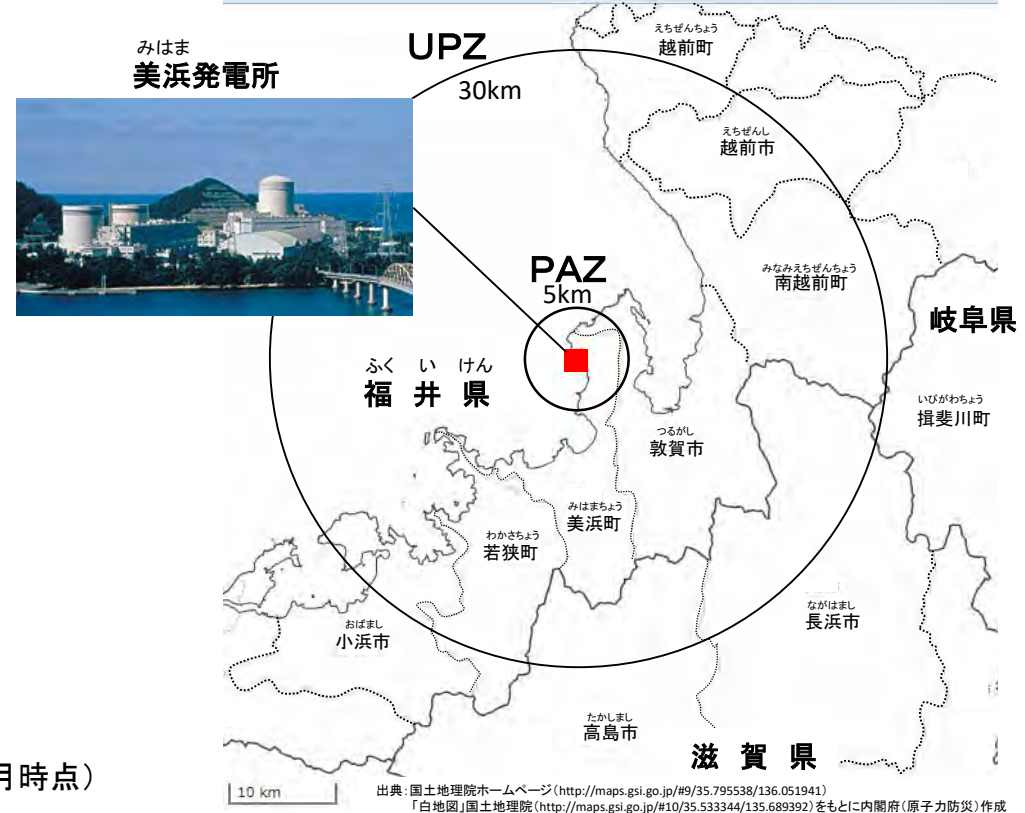 みはま
美浜発電所
UPZ
30km
えちぜんちょう
越前町
えちぜんし
越前市
みなみえちぜんちょう
南越前町
PAZ
5km
岐阜県
ふくいけん
福井県
いびがわちょう
揖斐川町
つるがし
敦賀市
みはまちょう
美浜町
わかさちょう
若狭町
ながはまし
長浜市
おばまし
小浜市
たかしまし
高島市
滋賀県
月時点)
10 km
出典:国土地理院ホームページ(http://maps.gsi.go.jp/#9/35.795538/136.051941)
「白地図」国土地理院(http://maps.gsi.go.jp/#10/35.533344/135.689392)をもとに内閣府(原子力防災)作成